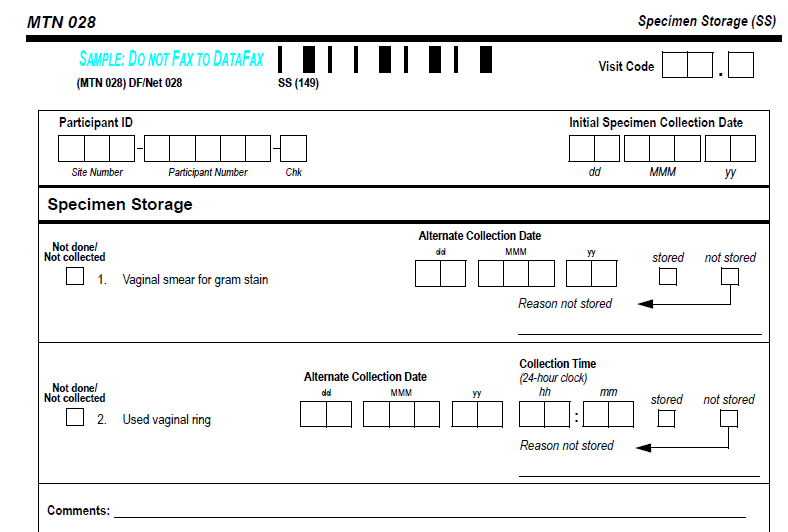 MTN 028
Specimen Storage (SS)
SAMPLE: DO NOT FAX TO DATAFAX
(MTN 028) DF/Net 028
SS (149)
Visit Code
.
Participant ID
Initial Specimen Collection Date
- -
Site Number Participant Number Chk
dd MMM yy
Specimen Storage
Alternate Collection Date
dd MMM yy
Not done/
Not collected
stored not stored
1. Vaginal smear for gram stain
Reason not stored
Collection Time
Alternate Collection Date
(24-hour clock)
dd MMM yy
hh mm
Not done/
Not collected
stored not stored
2. Used vaginal ring
:
Reason not stored
Comments: